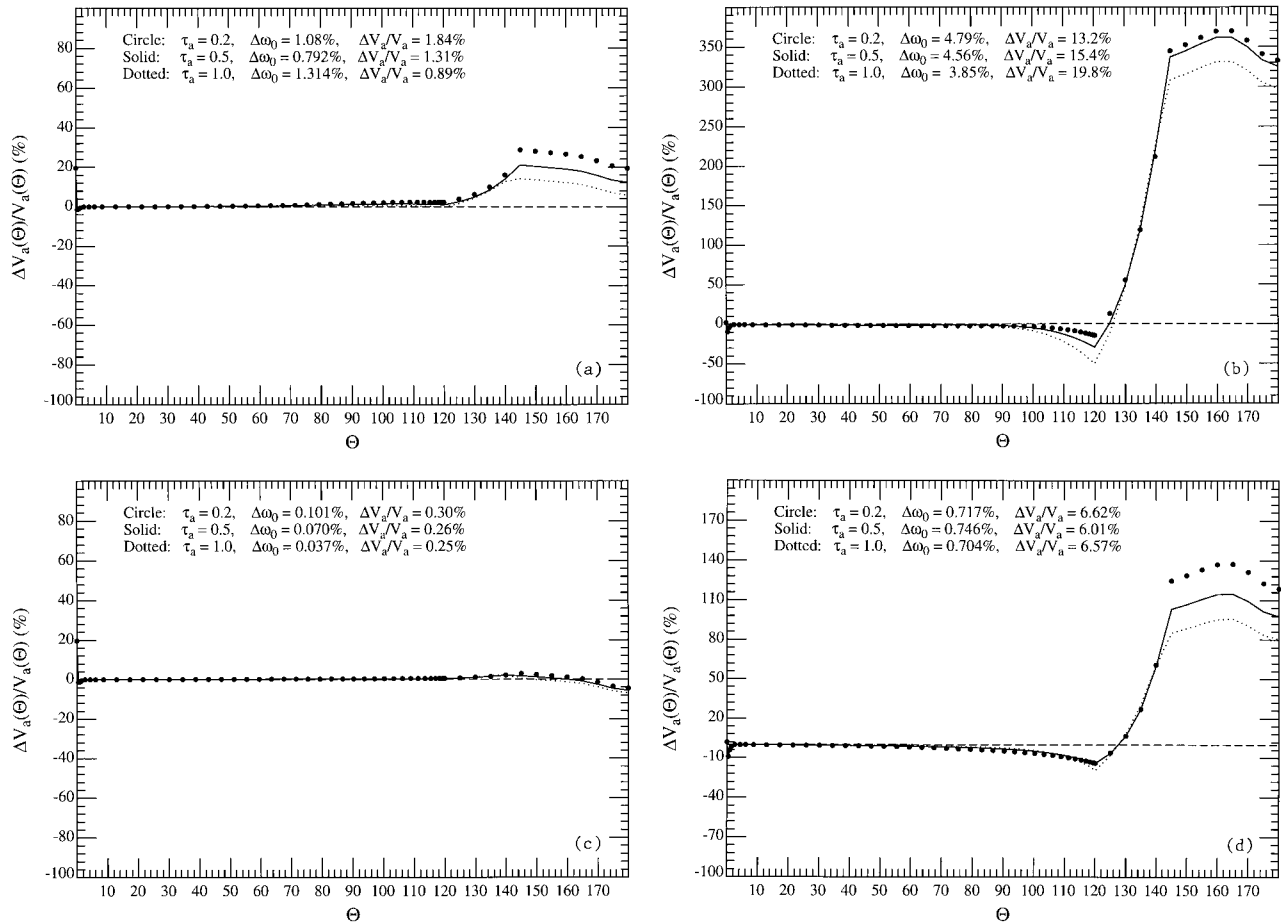 Circle: τa = 0.2, Δω0 = 1.08%, ΔVa/Va = 1.84%
Solid: τa = 0.5, Δω0 = 0.792%, ΔVa/Va = 1.31%
Dotted: τa = 1.0, Δω0 = 1.314%, ΔVa/Va = 0.89%
ΔVa(Θ)/Va(Θ) (%)
80
60
40
20
0
-20
-40
-60
-80
-100
(a)
10 20 30 40 50 60 70 80 90 100 110 120 130 140 150 160 170
Θ
Circle: τa = 0.2, Δω0 = 4.79%, ΔVa/Va = 13.2%
Solid: τa = 0.5, Δω0 = 4.56%, ΔVa/Va = 15.4%
Dotted: τa = 1.0, Δω0 = 3.85%, ΔVa/Va = 19.8%
ΔVa(Θ)/Va(Θ) (%)
350
300
250
200
150
100
50
0
-50
-100
(b)
10 20 30 40 50 60 70 80 90 100 110 120 130 140 150 160 170
Θ
Circle: τa = 0.2, Δω0 = 0.101%, ΔVa/Va = 0.30%
Solid: τa = 0.5, Δω0 = 0.070%, ΔVa/Va = 0.26%
Dotted: τa = 1.0, Δω0 = 0.037%, ΔVa/Va = 0.25%
ΔVa(Θ)/Va(Θ) (%)
80
60
40
20
0
-20
-40
-60
-80
-100
(c)
10 20 30 40 50 60 70 80 90 100 110 120 130 140 150 160 170
Θ
Circle: τa = 0.2, Δω0 = 0.717%, ΔVa/Va = 6.62%
Solid: τa = 0.5, Δω0 = 0.746%, ΔVa/Va = 6.01%
Dotted: τa = 1.0, Δω0 = 0.704%, ΔVa/Va = 6.57%
ΔVa(Θ)/Va(Θ) (%)
170
140
110
80
50
20
-10
-40
-70
-100
(d)
10 20 30 40 50 60 70 80 90 100 110 120 130 140 150 160 170
Θ